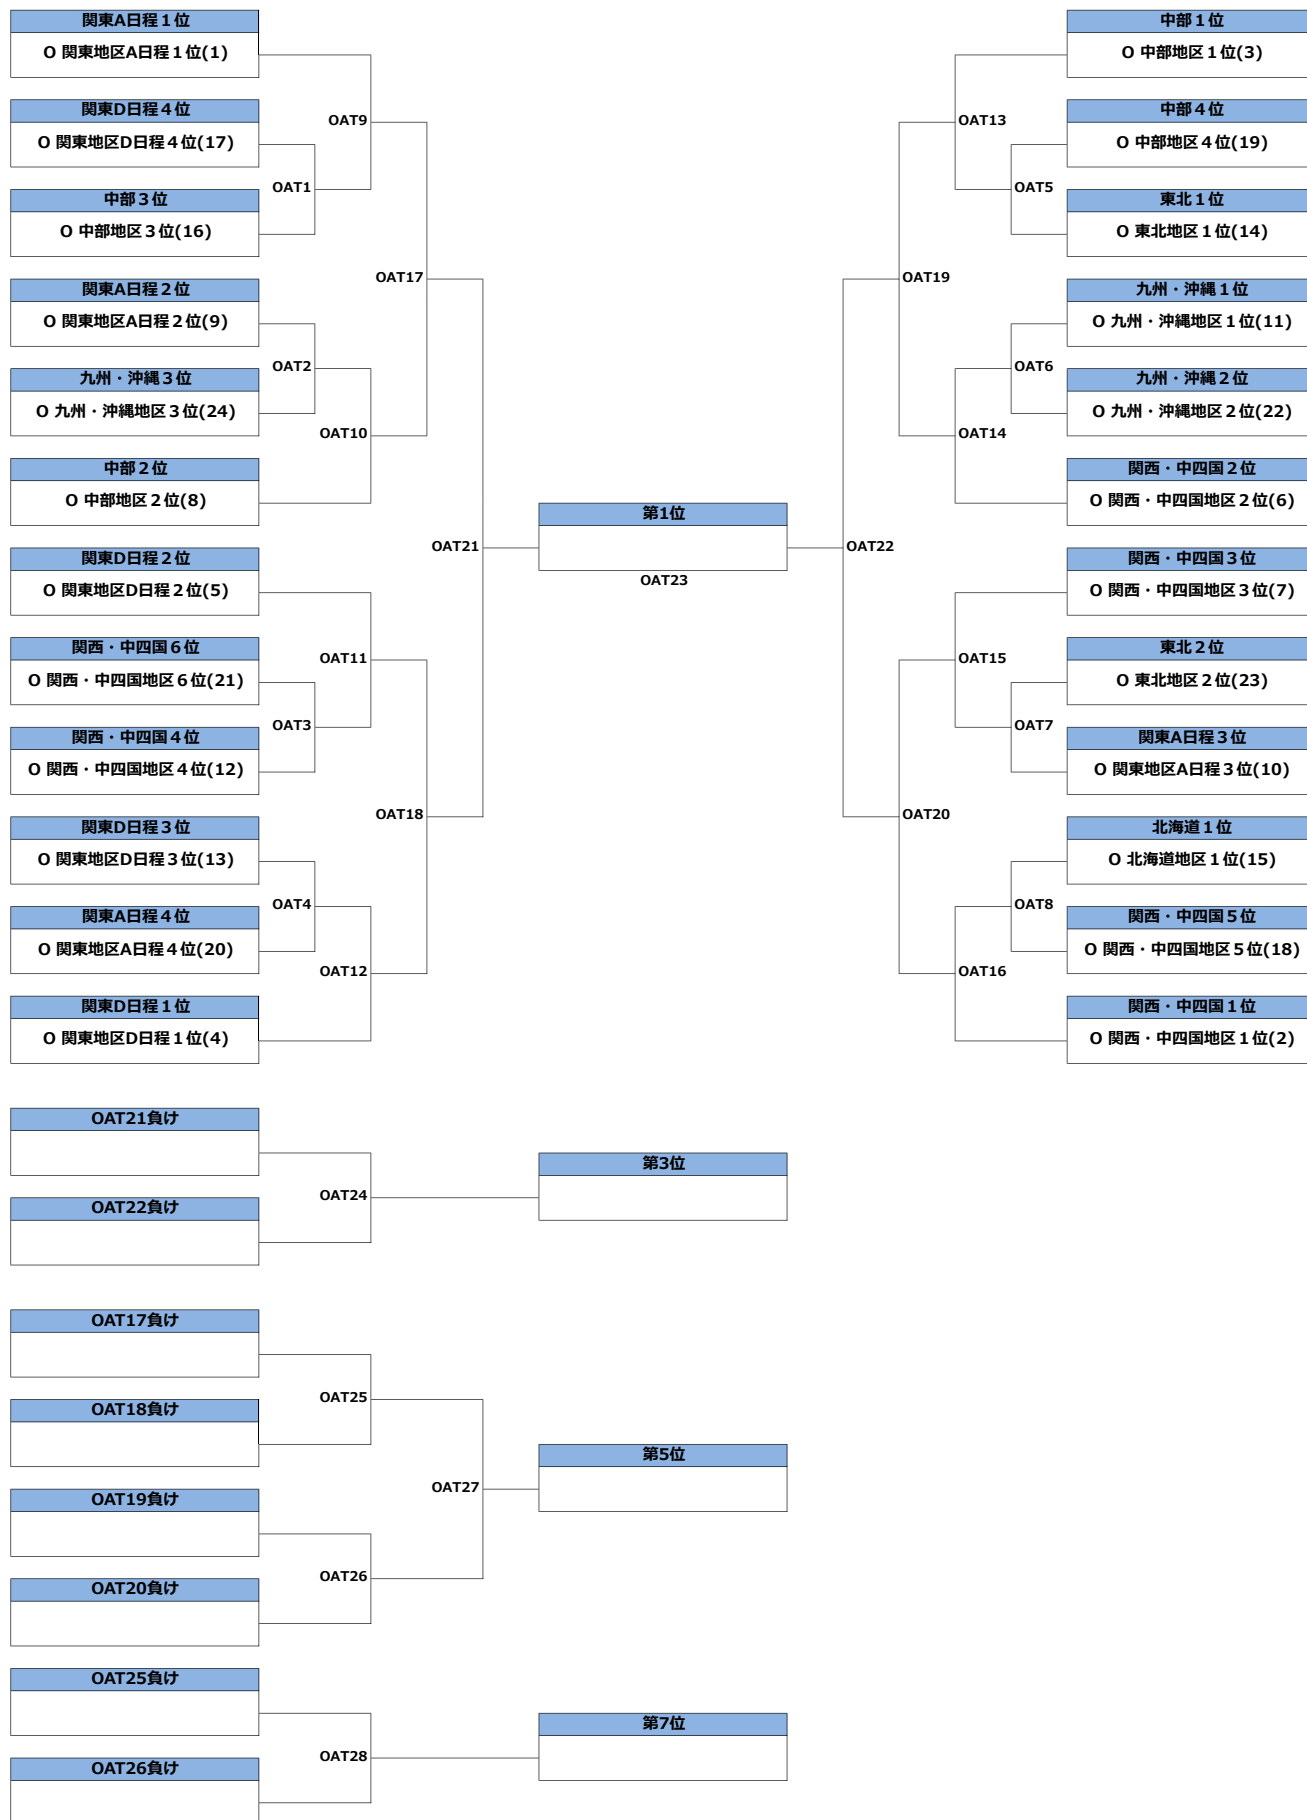 関東A日程１位
O 関東地区A日程１位(1)
関東D日程４位
O 関東地区D日程４位(17)
中部３位
O 中部地区３位(16)
関東A日程２位
O 関東地区A日程２位(9)
九州・沖縄３位
O 九州・沖縄地区３位(24)
中部２位
O 中部地区２位(8)
関東D日程２位
O 関東地区D日程２位(5)
関西・中四国６位
O 関西・中四国地区６位(21)
関西・中四国４位
O 関西・中四国地区４位(12)
関東D日程３位
O 関東地区D日程３位(13)
関東A日程４位
O 関東地区A日程４位(20)
関東D日程１位
O 関東地区D日程１位(4)
OAT1
OAT2
OAT3
OAT4
OAT9
OAT10
OAT11
OAT12
OAT17
OAT18
OAT21
第1位
OAT23
OAT22
OAT19
OAT20
OAT13
OAT14
OAT15
OAT16
OAT5
OAT6
OAT7
OAT8
中部１位
O 中部地区１位(3)
中部４位
O 中部地区４位(19)
東北１位
O 東北地区１位(14)
九州・沖縄１位
O 九州・沖縄地区１位(11)
九州・沖縄２位
O 九州・沖縄地区２位(22)
関西・中四国２位
O 関西・中四国地区２位(6)
関西・中四国３位
O 関西・中四国地区３位(7)
東北２位
O 東北地区２位(23)
関東A日程３位
O 関東地区A日程３位(10)
北海道１位
O 北海道地区１位(15)
関西・中四国５位
O 関西・中四国地区５位(18)
関西・中四国１位
O 関西・中四国地区１位(2)
OAT21負け
OAT22負け
OAT24
第3位
OAT17負け
OAT18負け
OAT19負け
OAT20負け
OAT25
OAT26
OAT27
第5位
OAT25負け
OAT26負け
OAT28
第7位